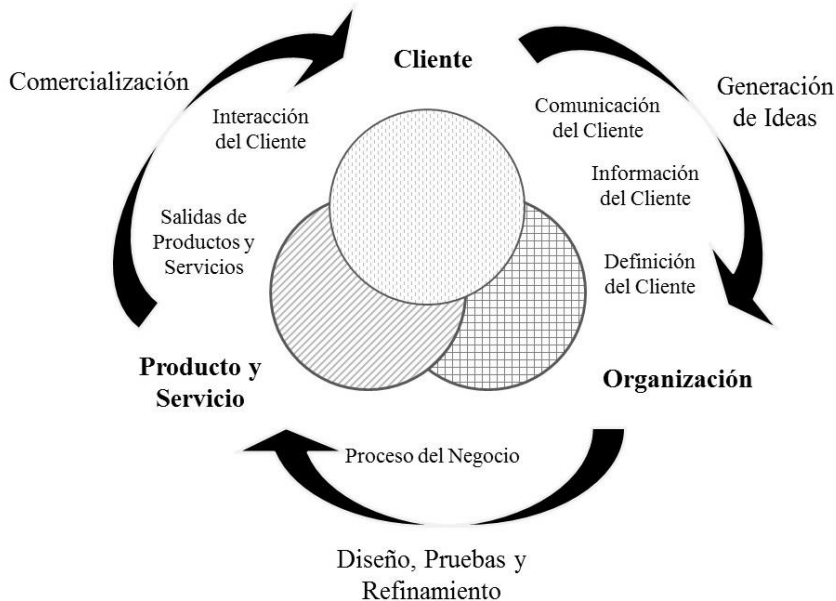 Cliente
Comercialización
Generación
de Ideas
Interacción
del Cliente
Comunicación
del Cliente
Información
del Cliente
Salidas de
Productos y
Servicios
Definición
del Cliente
Producto y
Servicio
Organización
Proceso del Negocio
Diseño, Pruebas y
Refinamiento